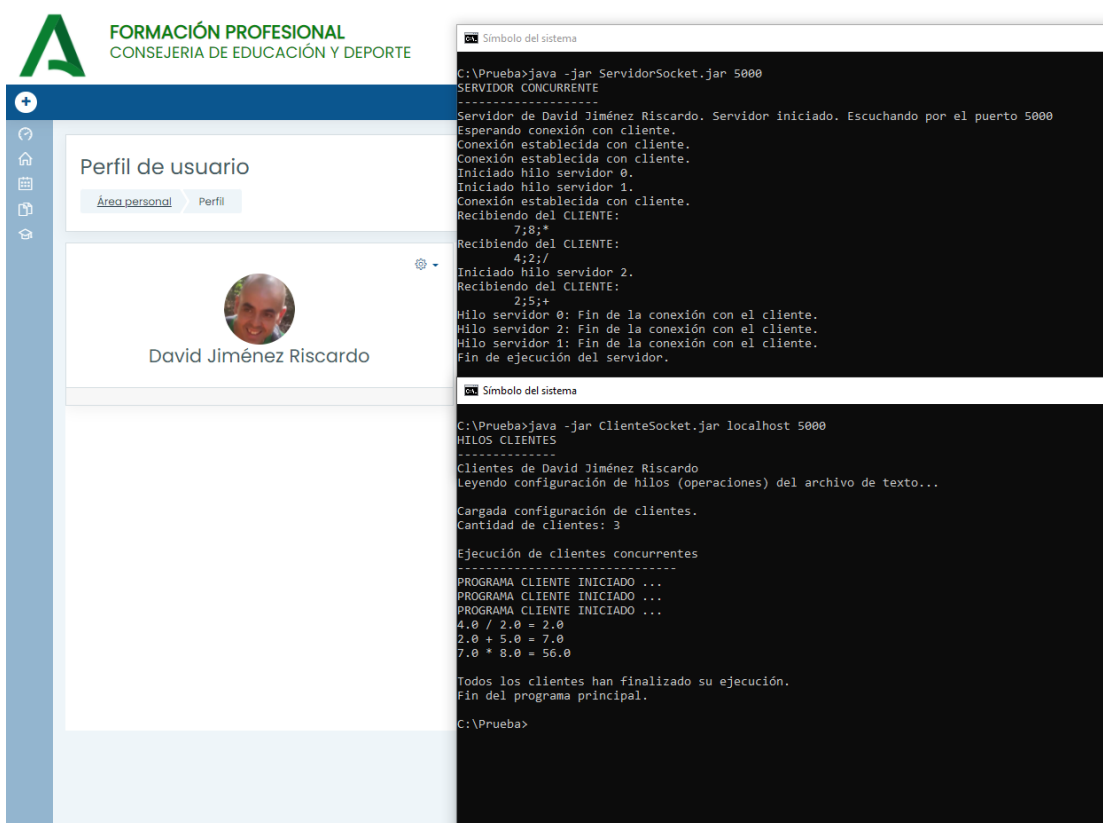 FORMACIÓN PROFESIONAL
CONSEJERIA DE EDUCACIÓN Y DEPORTE
Perfil de usuario
Área personal
Perfil
David Jiménez Riscardo
Símbolo del sistema
C:\Prueba>java -jar ServidorSocket.jar 5000
SERVIDOR CONCURRENTE
--------------------
Servidor de David Jiménez Riscardo. Servidor iniciado. Escuchando por el puerto 5000
Esperando conexión con cliente.
Conexión establecida con cliente.
Conexión establecida con cliente.
Iniciado hilo servidor 0.
Iniciado hilo servidor 1.
Conexión establecida con cliente.
Recibiendo del CLIENTE:
7;8;*
Recibiendo del CLIENTE:
4;2;/
Iniciado hilo servidor 2.
Recibiendo del CLIENTE:
2;5;+
Hilo servidor 0: Fin de la conexión con el cliente.
Hilo servidor 2: Fin de la conexión con el cliente.
Hilo servidor 1: Fin de la conexión con el cliente.
Fin de ejecución del servidor.
Símbolo del sistema
C:\Prueba>java -jar ClienteSocket.jar localhost 5000
HILOS CLIENTES
--------------
Clientes de David Jiménez Riscardo
Leyendo configuración de hilos (operaciones) del archivo de texto...
Cargada configuración de clientes.
Cantidad de clientes: 3
Ejecución de clientes concurrentes
-------------------------------
PROGRAMA CLIENTE INICIADO ...
PROGRAMA CLIENTE INICIADO ...
PROGRAMA CLIENTE INICIADO ...
4.0 / 2.0 = 2.0
2.0 + 5.0 = 7.0
7.0 * 8.0 = 56.0
Todos los clientes han finalizado su ejecución.
Fin del programa principal.
C:\Prueba>